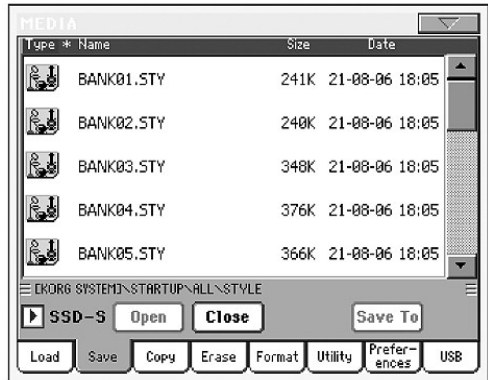 MEDIA
Type * Name Size Date
BANK01.STY 241K 21-08-06 18:05
BANK02.STY 240K 21-08-06 18:05
BANK03.STY 348K 21-08-06 18:05
BANK04.STY 376K 21-08-06 18:05
BANK05.STY 366K 21-08-06 18:05
[KORG SYSTEM]\STARTUP\ALL\STYLE
SSD-S Open Close Save To
Load Save Copy Erase Format Utility Prefer-ences USB